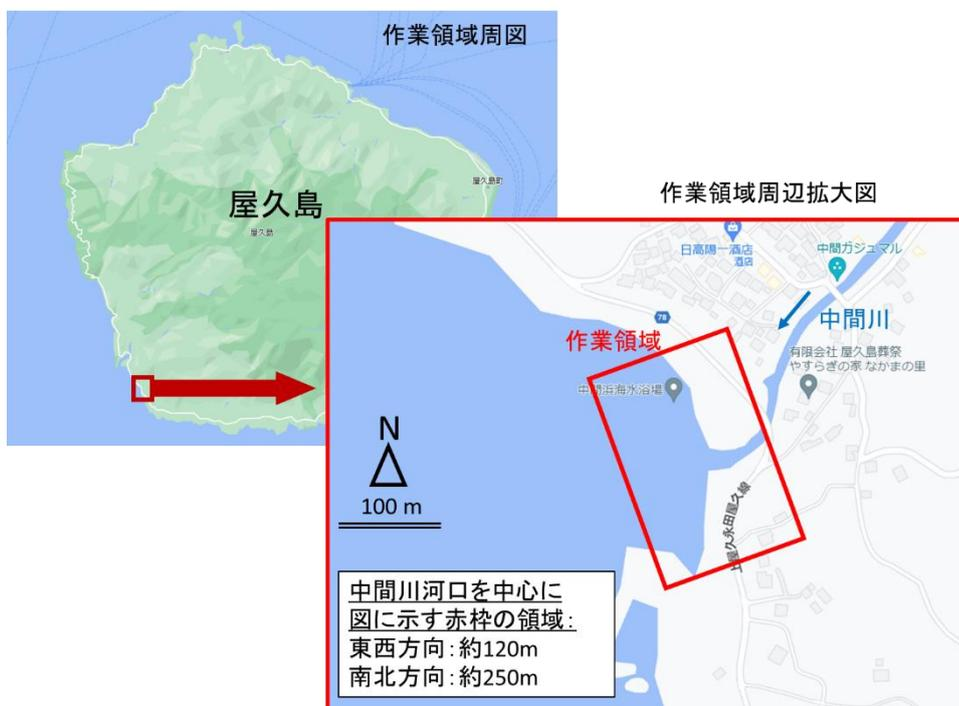 作業領域周図
屋久島町
屋久島
屋久島
作業領域周辺拡大図
日高陽一酒店
酒店
中間ガジュマル
78
中間川
作業領域
有限会社 屋久島葬祭
やすらぎの家 なかまの里
中間浜海水浴場
N
100 m
上屋久永田屋久線
中間川河口を中心に
図に示す赤枠の領域:
東西方向:約120m
南北方向:約250m